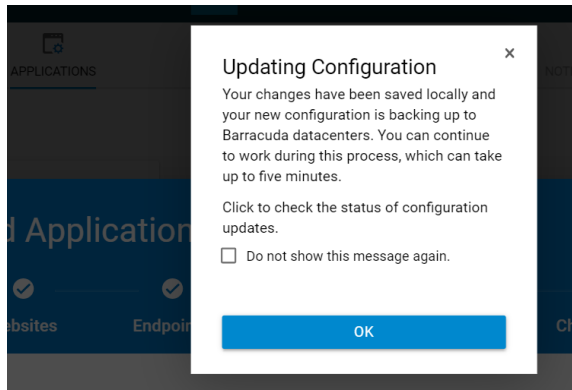 APPLICATIONS
×
Updating Configuration
Your changes have been saved locally and
your new configuration is backing up to
Barracuda datacenters. You can continue
to work during this process, which can take
up to five minutes.
Click to check the status of configuration
updates.
Do not show this message again.
OK